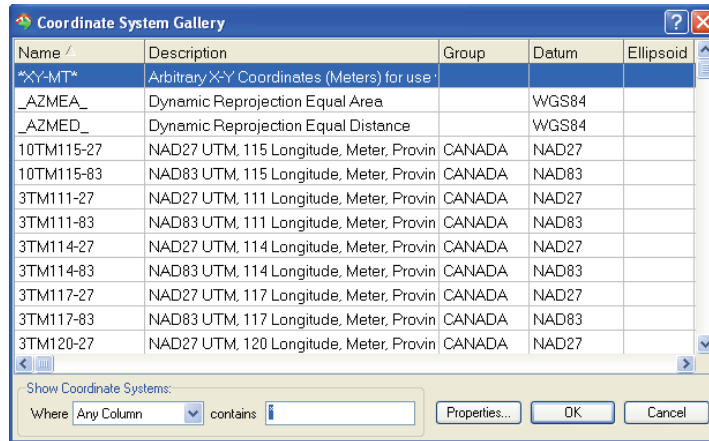 Coordinate System Gallery
Name Description Group Datum Ellipsoid
*XY-MT* Arbitrary X-Y Coordinates (Meters) for use
_AZMEA_ Dynamic Reprojection Equal Area WGS84
_AZMED_ Dynamic Reprojection Equal Distance WGS84
10TM115-27 NAD27 UTM, 115 Longitude, Meter, Provin CANADA NAD27
10TM115-83 NAD83 UTM, 115 Longitude, Meter, Provin CANADA NAD83
3TM111-27 NAD27 UTM, 111 Longitude, Meter, Provin CANADA NAD27
3TM111-83 NAD83 UTM, 111 Longitude, Meter, Provin CANADA NAD83
3TM114-27 NAD27 UTM, 114 Longitude, Meter, Provin CANADA NAD27
3TM114-83 NAD83 UTM, 114 Longitude, Meter, Provin CANADA NAD83
3TM117-27 NAD27 UTM, 117 Longitude, Meter, Provin CANADA NAD27
3TM117-83 NAD83 UTM, 117 Longitude, Meter, Provin CANADA NAD83
3TM120-27 NAD27 UTM, 120 Longitude, Meter, Provin CANADA NAD27
Show Coordinate Systems:
Where Any Column contains * Properties... OK Cancel